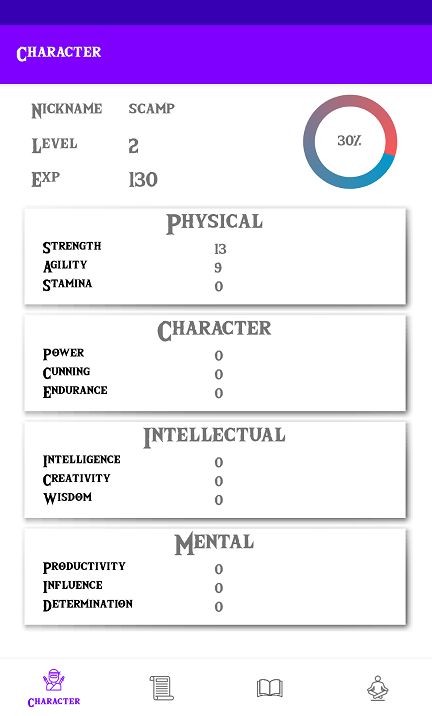 Character
Nickname scamp
Level 2
Exp 130
30%
Physical
Strength 13
Agility 9
Stamina 0
Character
Power 0
Cunning 0
Endurance 0
Intellectual
Intelligence 0
Creativity 0
Wisdom 0
Mental
Productivity 0
Influence 0
Determination 0
Character